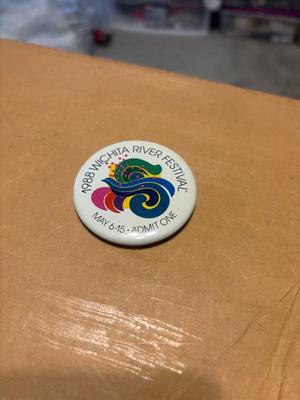 1988 WICHITA RIVER FESTIVAL
MAY 6-15 • ADMIT ONE